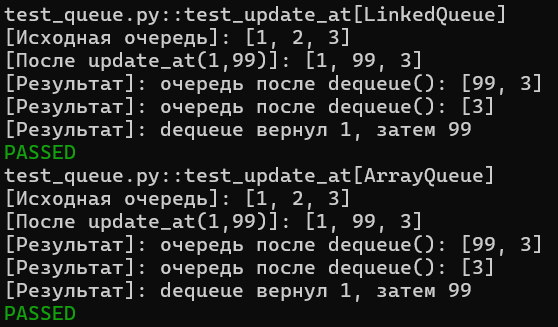 test_queue.py::test_update_at[LinkedQueue]
[Исходная очередь]: [1, 2, 3]
[После update_at(1,99)]: [1, 99, 3]
[Результат]: очередь после dequeue(): [99, 3]
[Результат]: очередь после dequeue(): [3]
[Результат]: dequeue вернул 1, затем 99
PASSED
test_queue.py::test_update_at[ArrayQueue]
[Исходная очередь]: [1, 2, 3]
[После update_at(1,99)]: [1, 99, 3]
[Результат]: очередь после dequeue(): [99, 3]
[Результат]: очередь после dequeue(): [3]
[Результат]: dequeue вернул 1, затем 99
PASSED